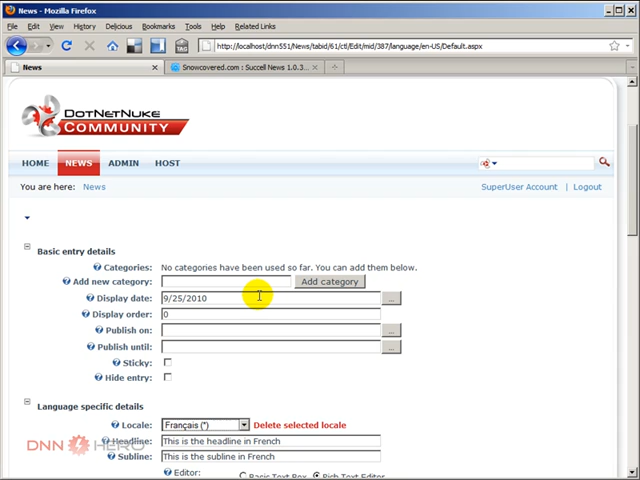 News - Mozilla Firefox
File Edit View History Delicious Bookmarks Tools Help Related Links
TAG http://localhost/dnn551/News/tabid/61/ctl/Edit/mid/387/language/en-US/Default.aspx
News Snowcovered.com : Succell News 1.0.3...
DOTNETNUKE
COMMUNITY
HOME NEWS ADMIN HOST
You are here: News SuperUser Account | Logout
Basic entry details
Categories: No categories have been used so far. You can add them below.
Add new category: Add category
Display date: 9/25/2010 ...
Display order: 0
Publish on: ...
Publish until: ...
Sticky:
Hide entry:
Language specific details
Locale: Français (*) Delete selected locale
Headline: This is the headline in French
Subline: This is the subline in French
Editor: Basic Text Box Rich Text Editor
DNN HERO